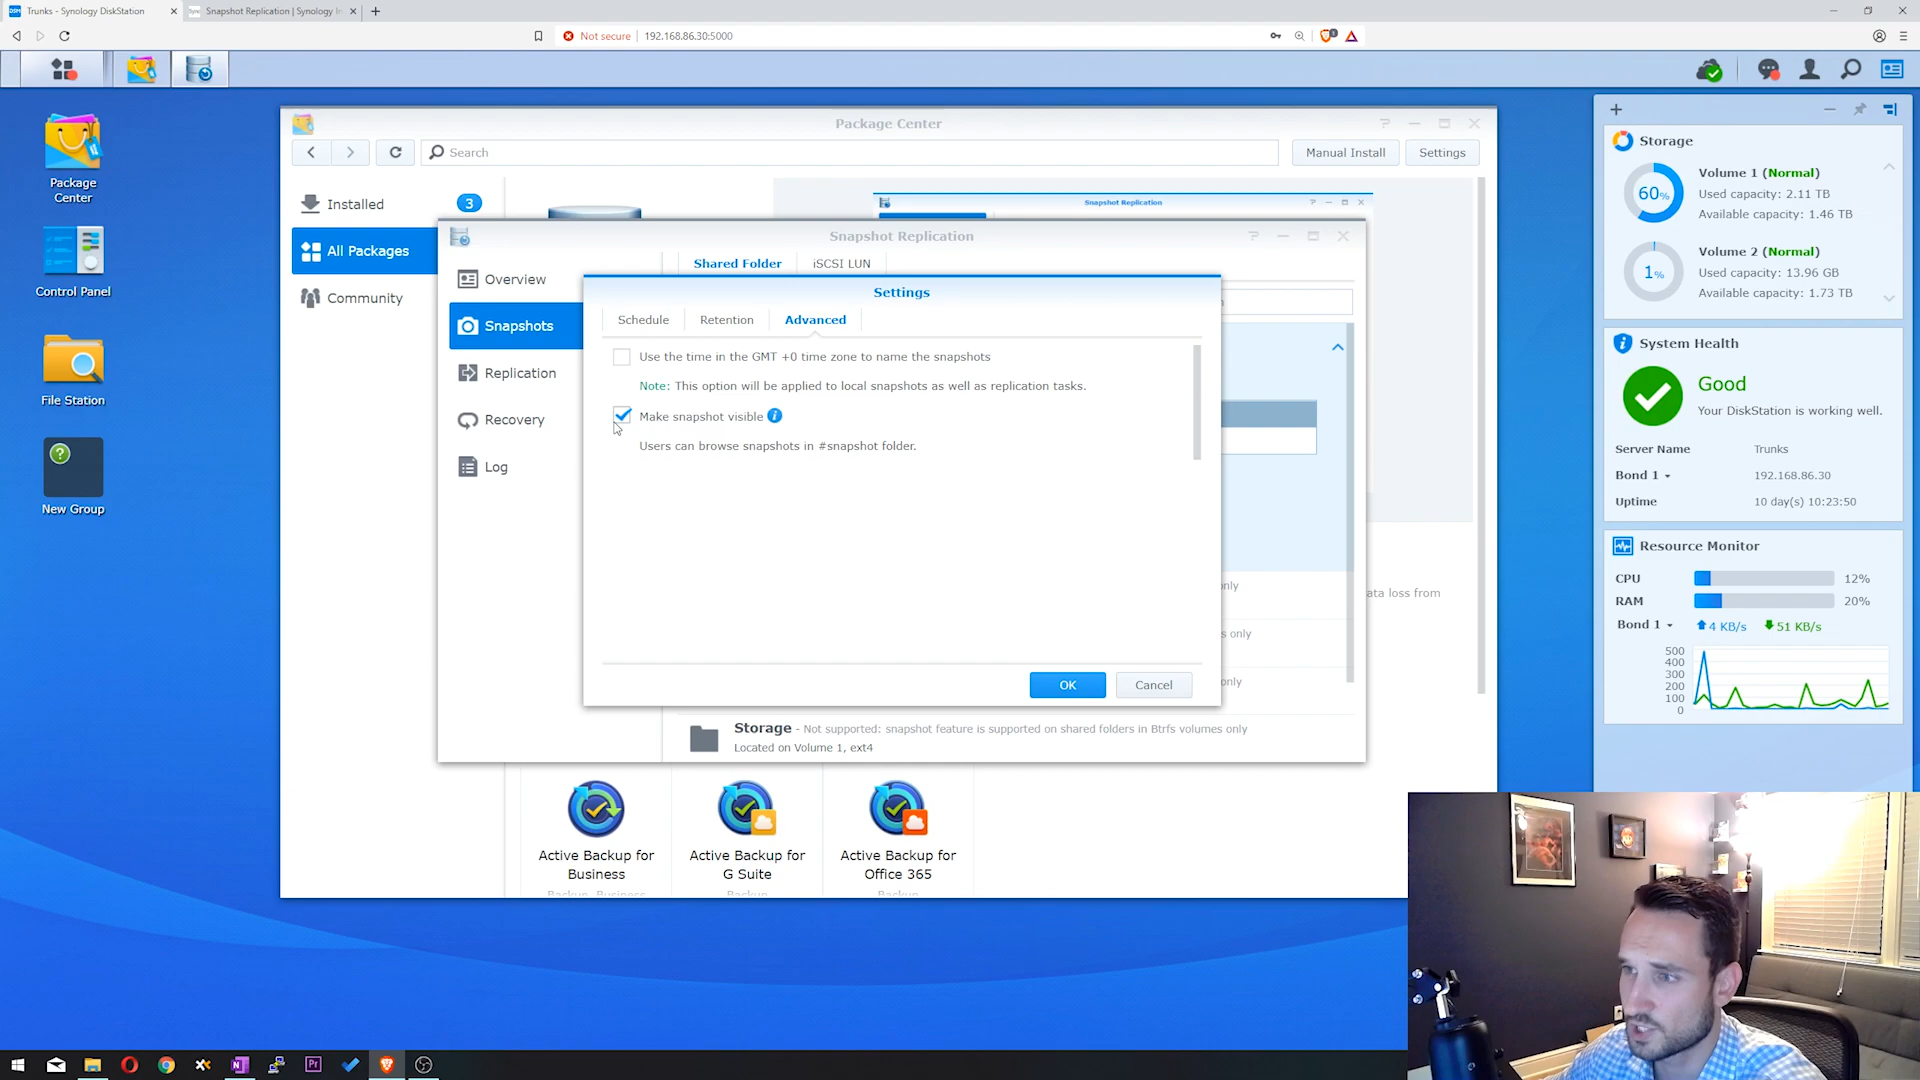 Trunks - Synology DiskStation
Snapshot Replication | Synology In
Not secure
192.168.86.30:5000
Package Center
Control Panel
File Station
New Group
Package Center
Search
Manual Install
Settings
Installed
3
All Packages
Community
Snapshot Replication
Snapshot Replication
Overview
Snapshots
Replication
Recovery
Log
Shared Folder
iSCSI LUN
Settings
Schedule
Retention
Advanced
Use the time in the GMT +0 time zone to name the snapshots
Note: This option will be applied to local snapshots as well as replication tasks.
Make snapshot visible
Users can browse snapshots in #snapshot folder.
OK
Cancel
only
s only
only
ata loss from
Storage - Not supported: snapshot feature is supported on shared folders in Btrfs volumes only
Located on Volume 1, ext4
Active Backup for Business
Backup, Business
Active Backup for G Suite
Backup
Active Backup for Office 365
Backup
Storage
60%
Volume 1 (Normal)
Used capacity: 2.11 TB
Available capacity: 1.46 TB
1%
Volume 2 (Normal)
Used capacity: 13.96 GB
Available capacity: 1.73 TB
System Health
Good
Your DiskStation is working well.
Server Name
Trunks
Bond 1
192.168.86.30
Uptime
10 day(s) 10:23:50
Resource Monitor
CPU
12%
RAM
20%
Bond 1
4 KB/s
51 KB/s
500
400
300
200
100
0